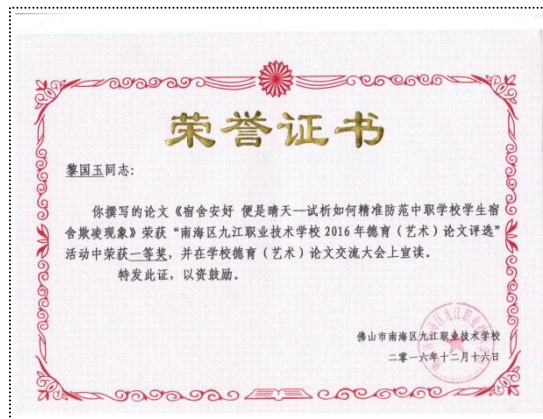 荣誉证书
黎国玉同志:
你撰写的论文《宿舍安好 便是晴天--试析如何精准防范中职学校学生宿
舍欺凌现象》荣获“南海区九江职业技术学校2016年德育(艺术)论文评选”
活动中荣获一等奖,并在学校德育(艺术)论文交流大会上宣读。
特发此证,以资鼓励。
佛山市南海区九江职业技术学校
二零一六年十二月十六日